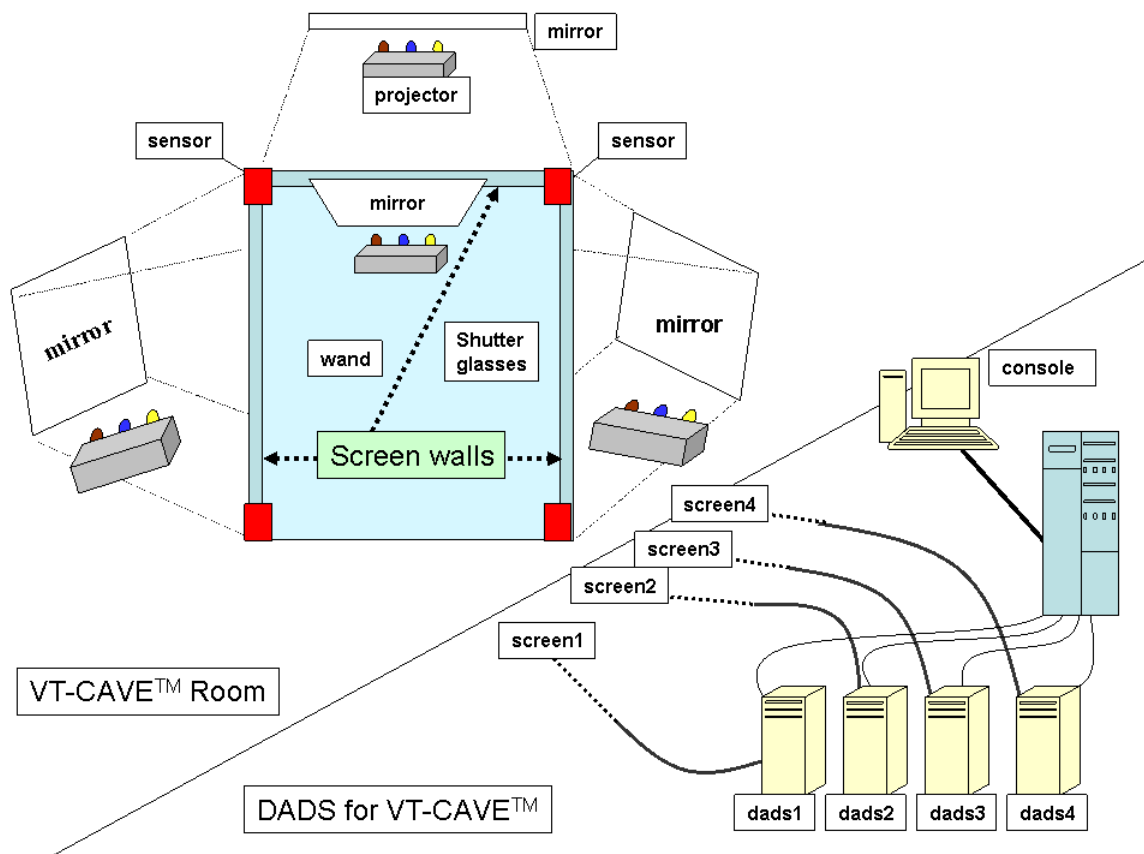 mirror
projector
sensor
sensor
mirror
mirror
mirror
wand
Shutter
glasses
Screen walls
console
screen4
screen3
screen2
screen1
VT-CAVE™ Room
DADS for VT-CAVE™
dads1
dads2
dads3
dads4